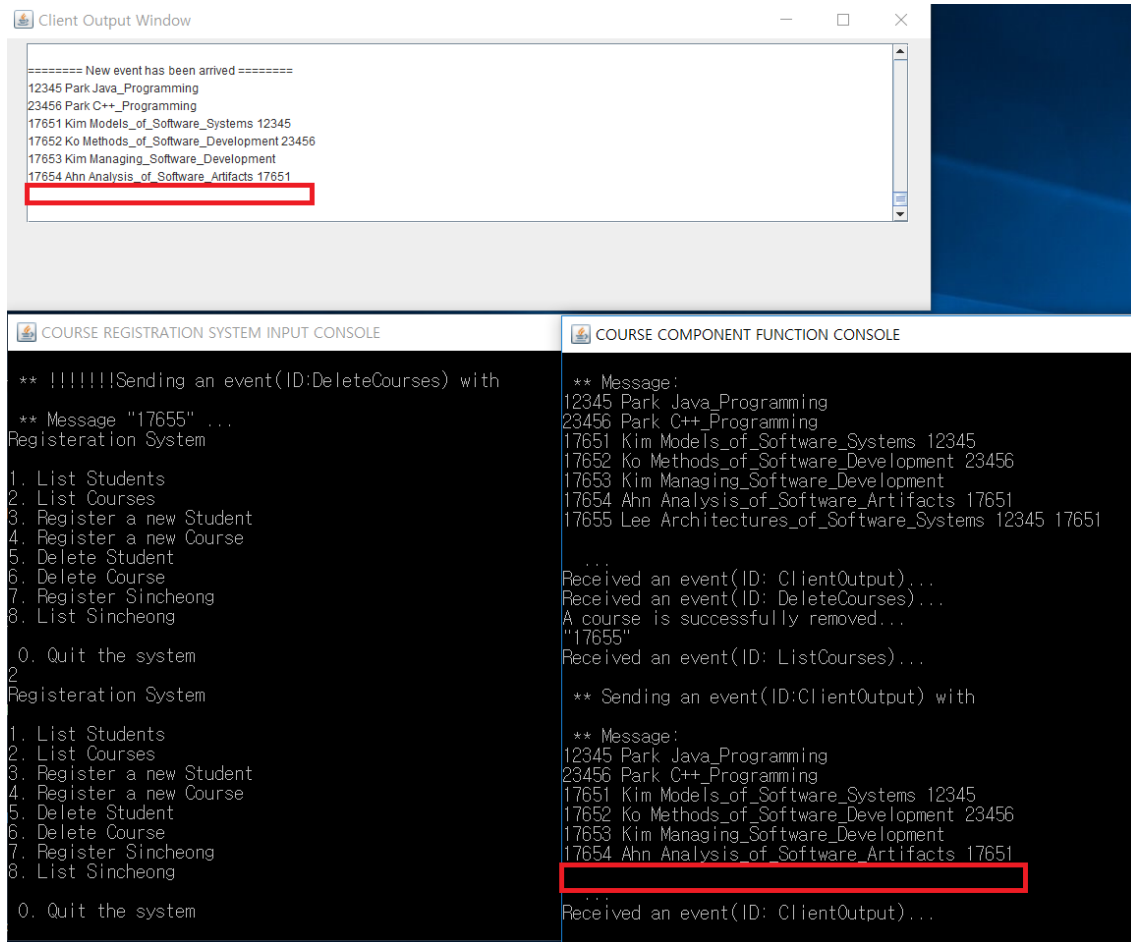 Client Output Window
======== New event has been arrived ========
12345 Park Java_Programming
23456 Park C++_Programming
17651 Kim Models_of_Software_Systems 12345
17652 Ko Methods_of_Software_Development 23456
17653 Kim Managing_Software_Development
17654 Ahn Analysis_of_Software_Artifacts 17651
COURSE REGISTRATION SYSTEM INPUT CONSOLE
** !!!!!!!Sending an event(ID:DeleteCourses) with
** Message "17655" ...
Registeration System
1. List Students
2. List Courses
3. Register a new Student
4. Register a new Course
5. Delete Student
6. Delete Course
7. Register Sincheong
8. List Sincheong
0. Quit the system
2
Registeration System
1. List Students
2. List Courses
3. Register a new Student
4. Register a new Course
5. Delete Student
6. Delete Course
7. Register Sincheong
8. List Sincheong
0. Quit the system
COURSE COMPONENT FUNCTION CONSOLE
** Message:
12345 Park Java_Programming
23456 Park C++_Programming
17651 Kim Models_of_Software_Systems 12345
17652 Ko Methods_of_Software_Development 23456
17653 Kim Managing_Software_Development
17654 Ahn Analysis_of_Software_Artifacts 17651
17655 Lee Architectures_of_Software_Systems 12345 17651
...
Received an event(ID: ClientOutput)...
Received an event(ID: DeleteCourses)...
A course is successfully removed...
"17655"
Received an event(ID: ListCourses)...
** Sending an event(ID:ClientOutput) with
** Message:
12345 Park Java_Programming
23456 Park C++_Programming
17651 Kim Models_of_Software_Systems 12345
17652 Ko Methods_of_Software_Development 23456
17653 Kim Managing_Software_Development
17654 Ahn Analysis_of_Software_Artifacts 17651
...
Received an event(ID: ClientOutput)...